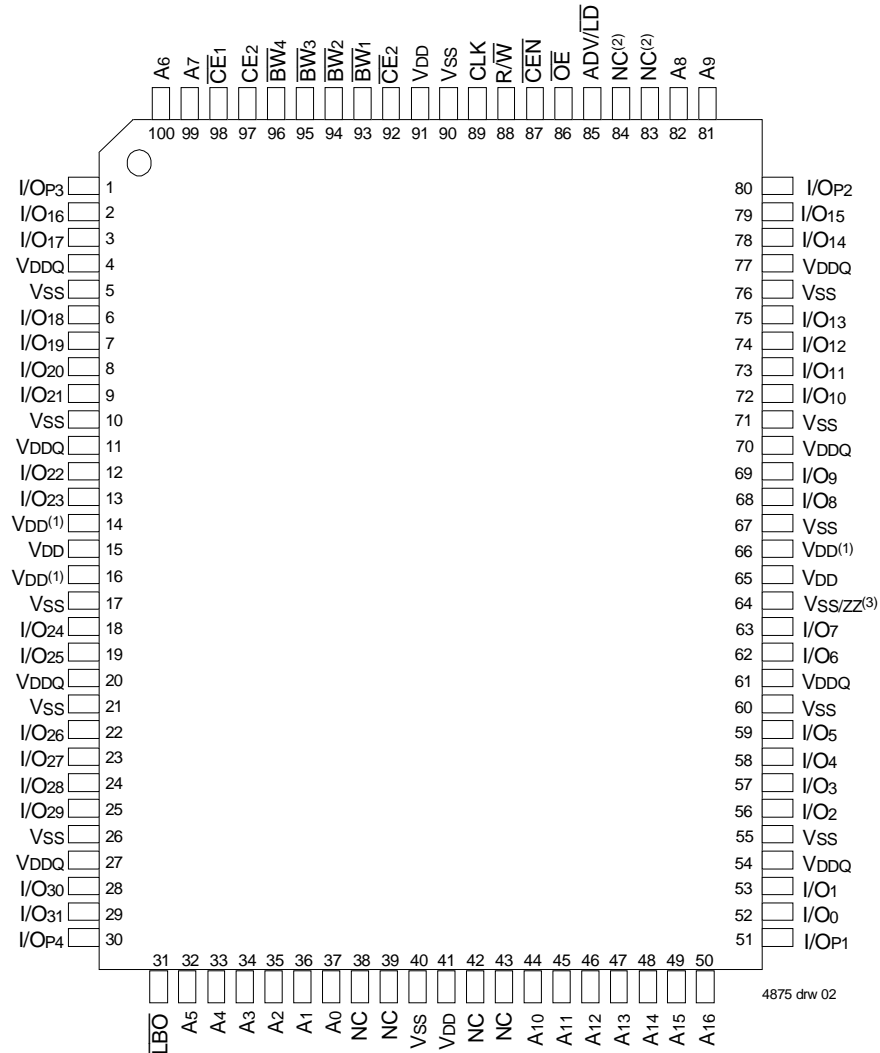 A6 A7 CE1 CE2 BW4 BW3 BW2 BW1 CE2 VDD VSS CLK R/W CEN OE ADV/LD NC(2) NC(2) A8 A9
100 99 98 97 96 95 94 93 92 91 90 89 88 87 86 85 84 83 82 81
I/OP3 1 80 I/OP2
I/O16 2 79 I/O15
I/O17 3 78 I/O14
VDDQ 4 77 VDDQ
VSS 5 76 VSS
I/O18 6 75 I/O13
I/O19 7 74 I/O12
I/O20 8 73 I/O11
I/O21 9 72 I/O10
VSS 10 71 VSS
VDDQ 11 70 VDDQ
I/O22 12 69 I/O9
I/O23 13 68 I/O8
VDD(1) 14 67 VSS
VDD 15 66 VDD(1)
VDD(1) 16 65 VDD
VSS 17 64 VSS/ZZ(3)
I/O24 18 63 I/O7
I/O25 19 62 I/O6
VDDQ 20 61 VDDQ
VSS 21 60 VSS
I/O26 22 59 I/O5
I/O27 23 58 I/O4
I/O28 24 57 I/O3
I/O29 25 56 I/O2
VSS 26 55 VSS
VDDQ 27 54 VDDQ
I/O30 28 53 I/O1
I/O31 29 52 I/O0
I/OP4 30 51 I/OP1
31 32 33 34 35 36 37 38 39 40 41 42 43 44 45 46 47 48 49 50
LBO A5 A4 A3 A2 A1 A0 NC NC VSS VDD NC NC A10 A11 A12 A13 A14 A15 A16
4875 drw 02